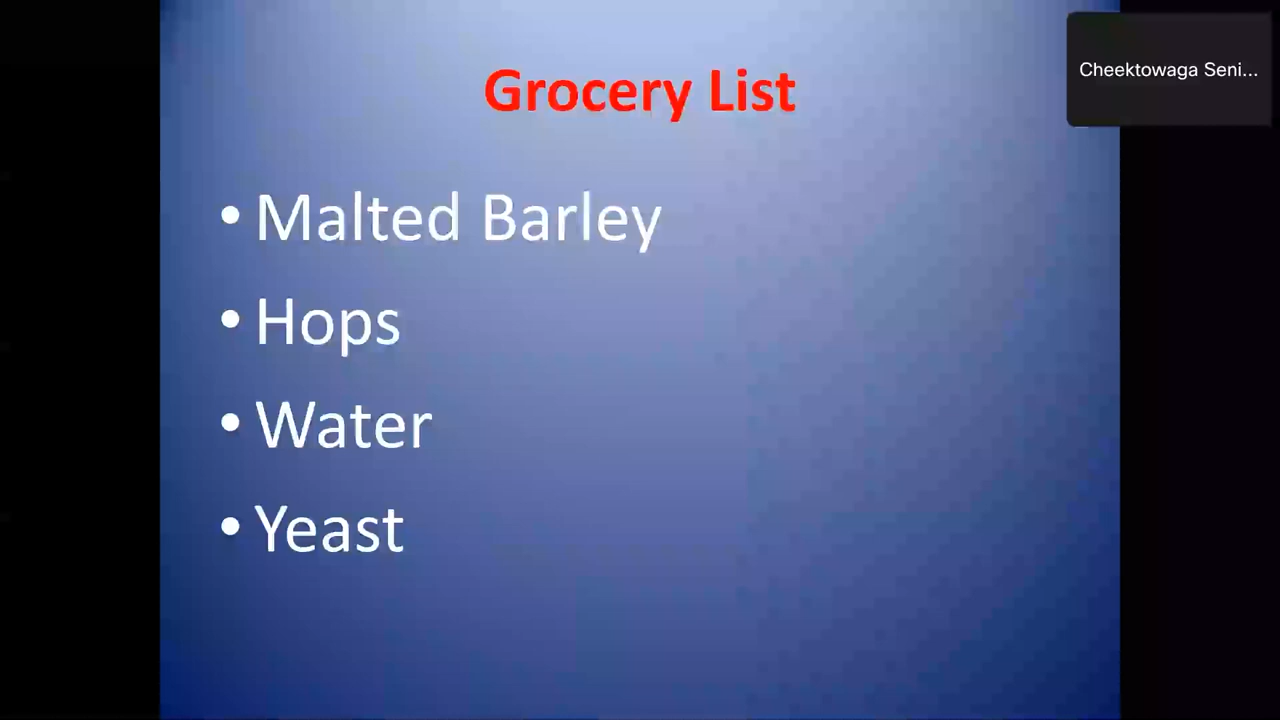 Grocery List
Cheektowaga Seni...
• Malted Barley
• Hops
• Water
• Yeast